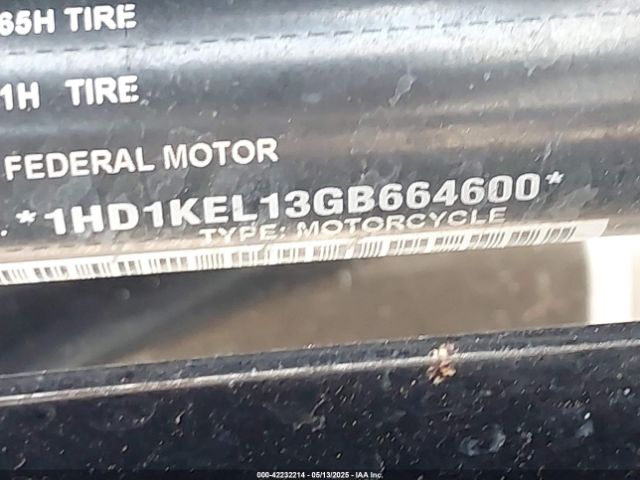 65H TIRE
1H TIRE
FEDERAL MOTOR
. *1HD1KEL13GB664600*
TYPE: MOTORCYCLE
000-42232214 - 05/13/2025 - IAA Inc.